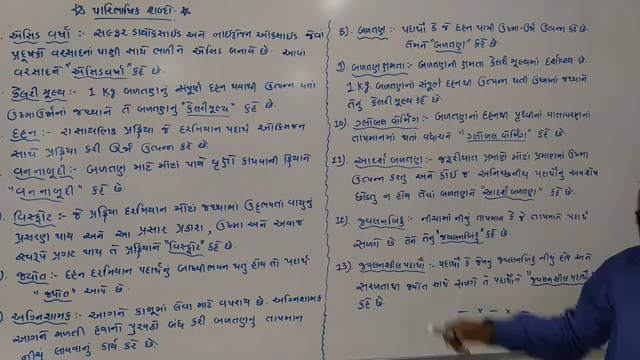 પારિભાષિક શબ્દો
એસિડ વર્ષા :- સલ્ફર ડાયોક્સાઇડ અને નાઇટ્રોજન ઓક્સાઇડ જેવાં
પ્રદૂષકો વરસાદનાં પાણી સાથે ભળીને એસિડ બનાવે છે. આવા
વરસાદને "એસિડવર્ષા" કહે છે.
કેલરી મૂલ્ય :- 1 kg બળતણનું સંપૂર્ણ દહન થવાથી ઉત્પન્ન થતાં
ઉષ્માઊર્જાનાં જથ્થાને તે બળતણનું "કેલરીમૂલ્ય" કહે છે.
દહન :- રાસાયણિક પ્રક્રિયા જે દરમિયાન પદાર્થ ઓક્સિજન
સાથે પ્રક્રિયા કરી ઊર્જા ઉત્પન્ન કરે છે.
વનનાબૂદી :- બળતણ માટે મોટાં પાયે વૃક્ષો કાપવાની ક્રિયાને
"વનનાબૂદી" કહે છે.
વિસ્ફોટ :- જે પ્રક્રિયા દરમિયાન મોટાં જથ્થામાં ઉદ્ભવતાં વાયુનું
પ્રસરણ થાય અને આ પ્રસાર પ્રકાશ, ઉષ્મા અને અવાજ
સ્વરૂપે પ્રગટ થાય તે પ્રક્રિયાને "વિસ્ફોટ" કહે છે.
જ્યોત :- દહન દરમિયાન પદાર્થનું બાષ્પીભવન થતું હોય તો પદાર્થ
"જ્યોત" આપે છે.
અગ્નિશામક :- આગને કાબૂમાં લેવા માટે વપરાય છે. અગ્નિશામક
આગને મળતી હવાનો પુરવઠો બંધ કરી બળતણનું તાપમાન
નીચું લાવવાનું કાર્ય કરે છે.
8) બળતણ :- પદાર્થો કે જે દહન પામી ઉષ્મા-ઊર્જા ઉત્પન્ન કરે છે.
તેમને "બળતણ" કહે છે.
9) બળતણ ક્ષમતા :- બળતણની ક્ષમતા કેલરી મૂલ્યમાં દર્શાવાય છે.
1 kg. બળતણનાં સંપૂર્ણ દહનથી ઉત્પન્ન થતી ઉષ્માનાં જથ્થાને
તેનું કેલરીમૂલ્ય કહે છે.
10) ગ્લોબલ વોર્મિંગ :- બળતણનાં દહનથી પૃથ્વીનાં વાતાવરણનાં
તાપમાનમાં થતાં વધારાને "ગ્લોબલ વોર્મિંગ" કહે છે.
11) આદર્શ બળતણ :- જરૂરીયાત પ્રમાણે મોટાં પ્રમાણમાં ઉષ્મા
ઉત્પન્ન કરતું અને કોઈ જ અનિચ્છનીય પદાર્થોનું અવશેષ
છોડતું ન હોય તેવાં બળતણને "આદર્શ બળતણ" કહે છે.
12) જ્વલનબિંદુ :- નીચામાં નીચું તાપમાન કે જે તાપમાને પદાર્થ
સળગે છે તેને તેનું "જ્વલનબિંદુ" કહે છે.
13) જ્વલનશીલ પદાર્થો :- પદાર્થો કે જેમનું જ્વલનબિંદુ નીચું હોય અને
સરળતાથી જ્યોત સાથે સળગે તે પદાર્થોને "જ્વલનશીલ પદાર્થો"
કહે છે.
— x — x —